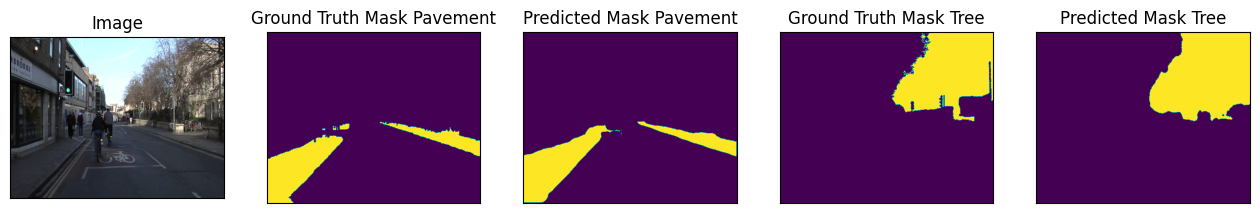 Image
Ground Truth Mask Pavement
Predicted Mask Pavement
Ground Truth Mask Tree
Predicted Mask Tree